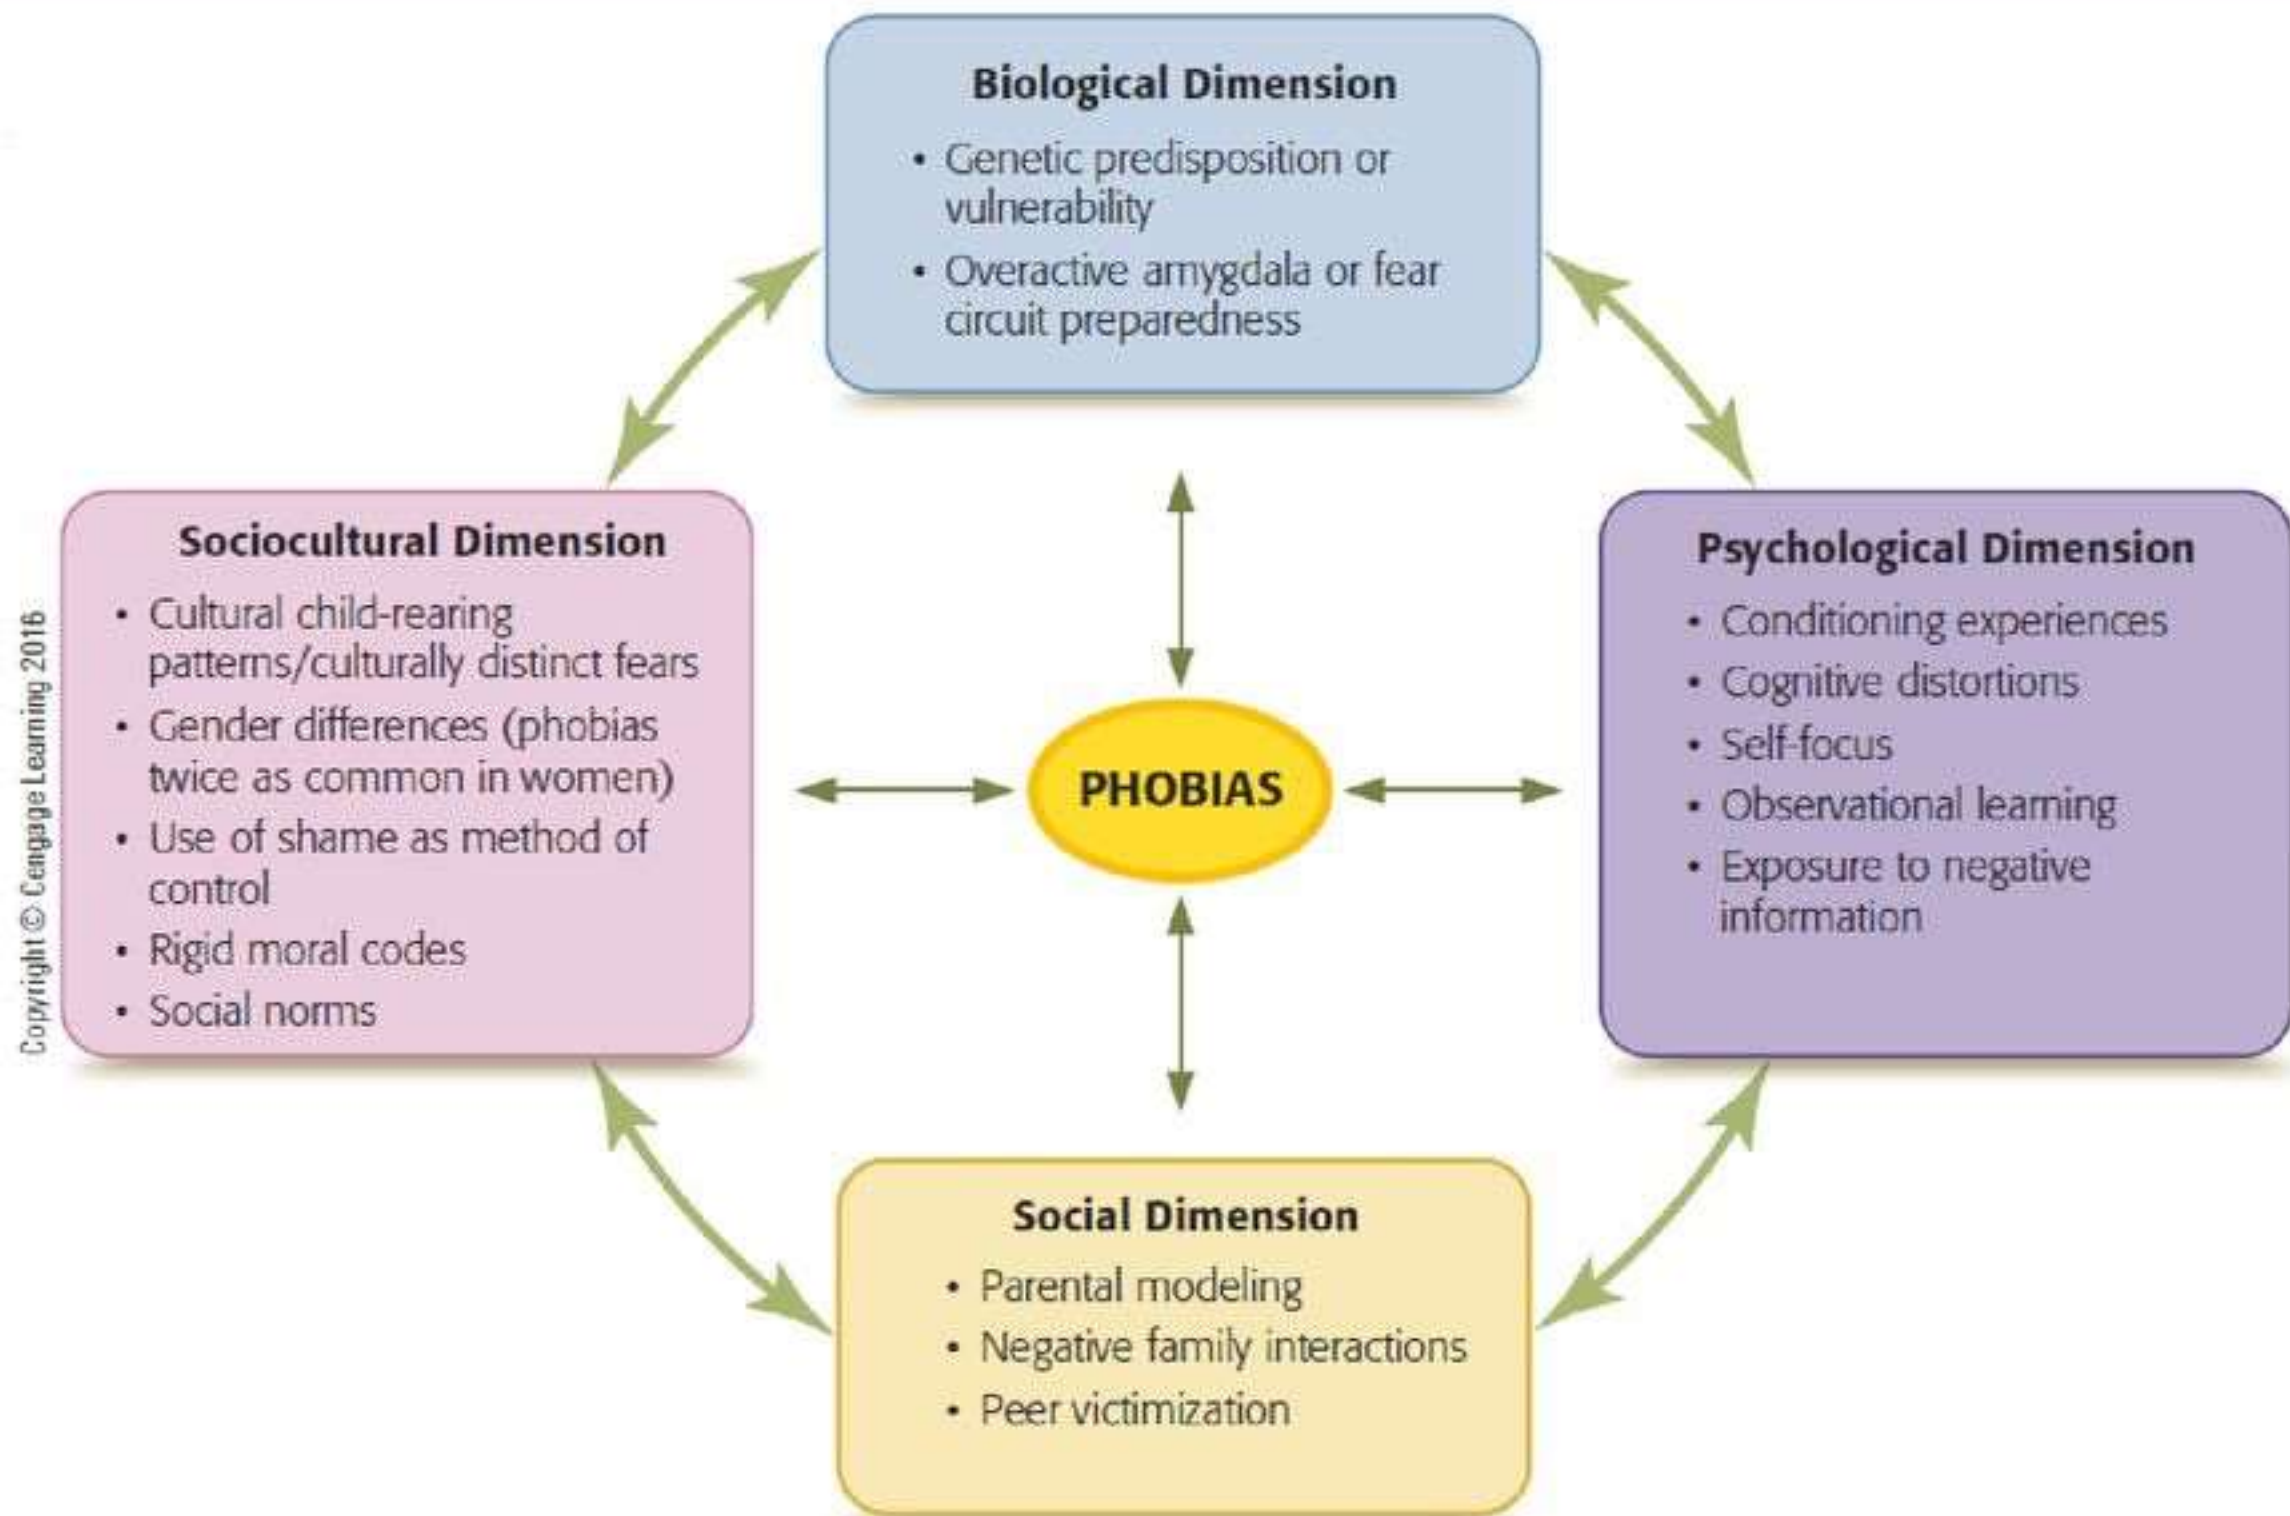 Biological Dimension
• Genetic predisposition or
vulnerability
• Overactive amygdala or fear
circuit preparedness
Sociocultural Dimension
• Cultural child-rearing
patterns/culturally distinct fears
• Gender differences (phobias
twice as common in women)
• Use of shame as method of
control
• Rigid moral codes
• Social norms
PHOBIAS
Psychological Dimension
• Conditioning experiences
• Cognitive distortions
• Self-focus
• Observational learning
• Exposure to negative
information
Social Dimension
• Parental modeling
• Negative family interactions
• Peer victimization
Copyright © Cengage Learning 2016